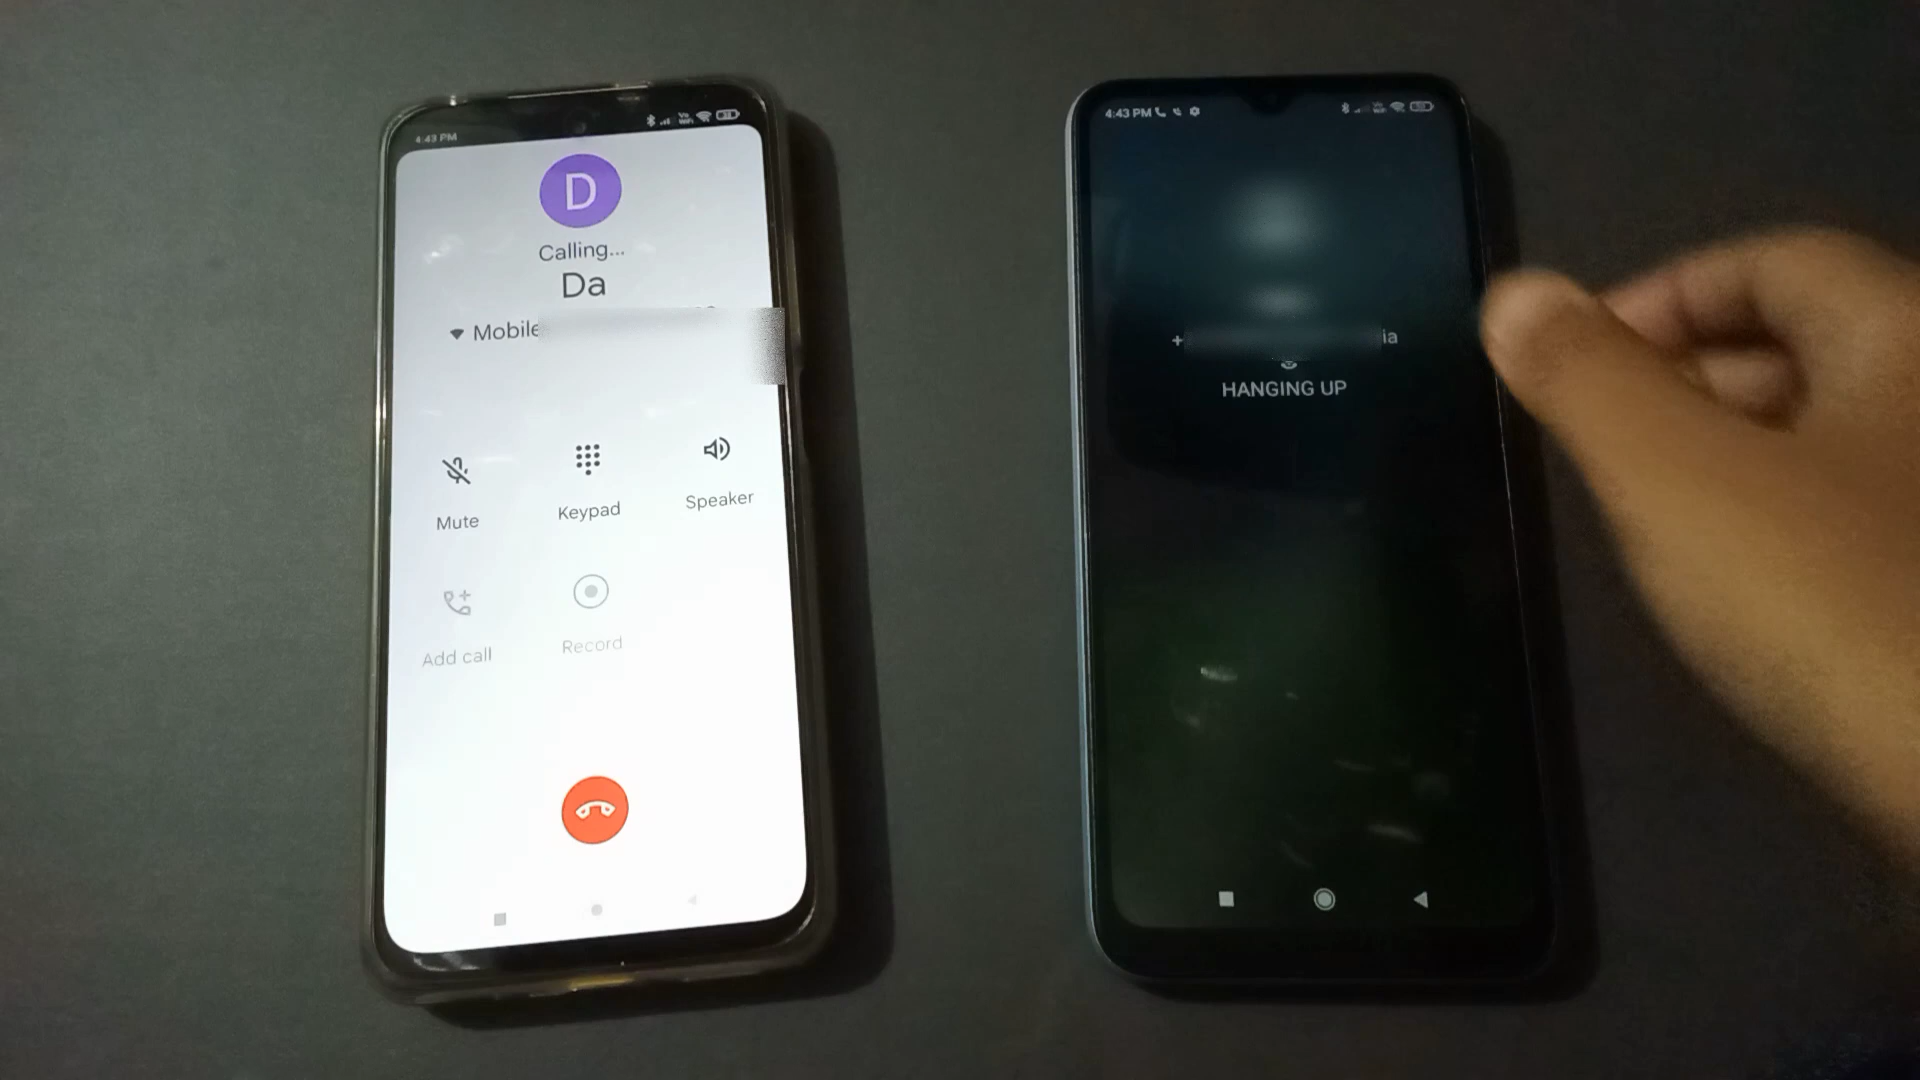 4:43 PM
D
Calling...
Da
Mobile
Mute
Keypad
Speaker
Add call
Record
4:43 PM
+ ia
HANGING UP